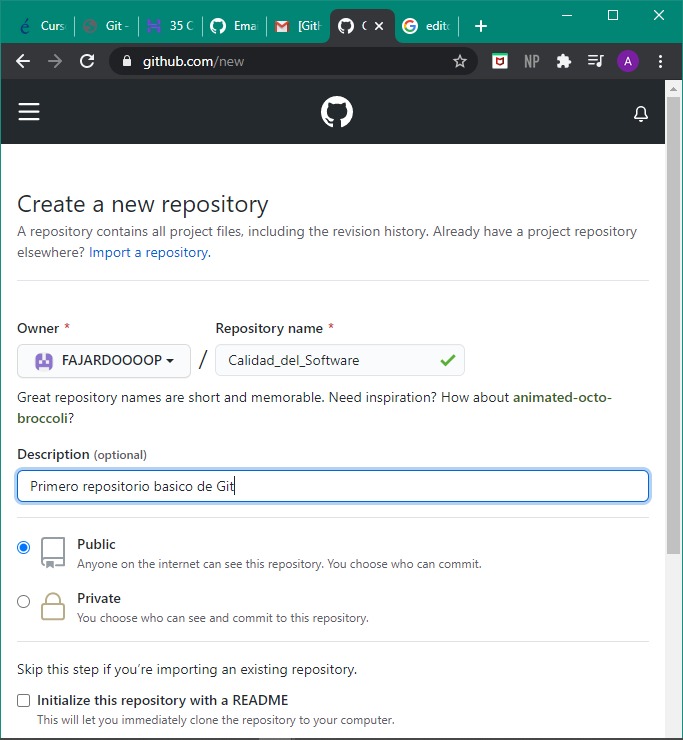 Curs
Git -
35 C
Ema
[Gith
edito
github.com/new
NP
A
Create a new repository
A repository contains all project files, including the revision history. Already have a project repository
elsewhere? Import a repository.
Owner *
Repository name *
FAJARDOOOOP
/
Calidad_del_Software
Great repository names are short and memorable. Need inspiration? How about animated-octo-
broccoli?
Description (optional)
Primero repositorio basico de Git
Public
Anyone on the internet can see this repository. You choose who can commit.
Private
You choose who can see and commit to this repository.
Skip this step if you're importing an existing repository.
Initialize this repository with a README
This will let you immediately clone the repository to your computer.